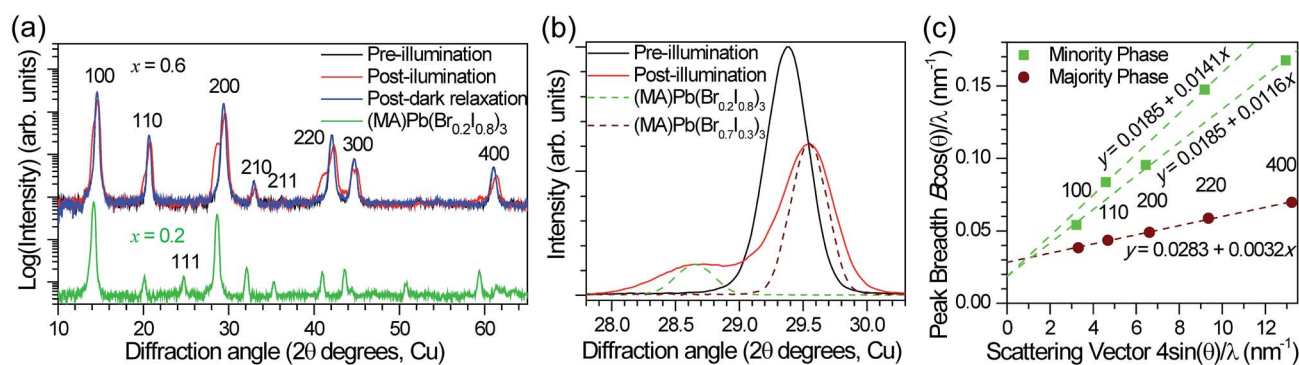 (a)
Log(Intensity) (arb. units)
100
x = 0.6
110
200
210
211
220
300
400
Pre-illumination
Post-ilumination
Post-dark relaxation
(MA)Pb(Br0.2I0.8)3
x = 0.2
111
10 20 30 40 50 60
Diffraction angle (2θ degrees, Cu)
(b)
Intensity (arb. units)
Pre-illumination
Post-illumination
(MA)Pb(Br0.2I0.8)3
(MA)Pb(Br0.7I0.3)3
28.0 28.5 29.0 29.5 30.0
Diffraction angle (2θ degrees, Cu)
(c)
Peak Breadth Bcos(θ)/λ (nm-1)
0.15
0.10
0.05
0.00
Minority Phase
Majority Phase
y = 0.0185 + 0.0141x
y = 0.0185 + 0.0116x
100
110
200
220
400
y = 0.0283 + 0.0032x
0 2 4 6 8 10 12
Scattering Vector 4sin(θ)/λ (nm-1)